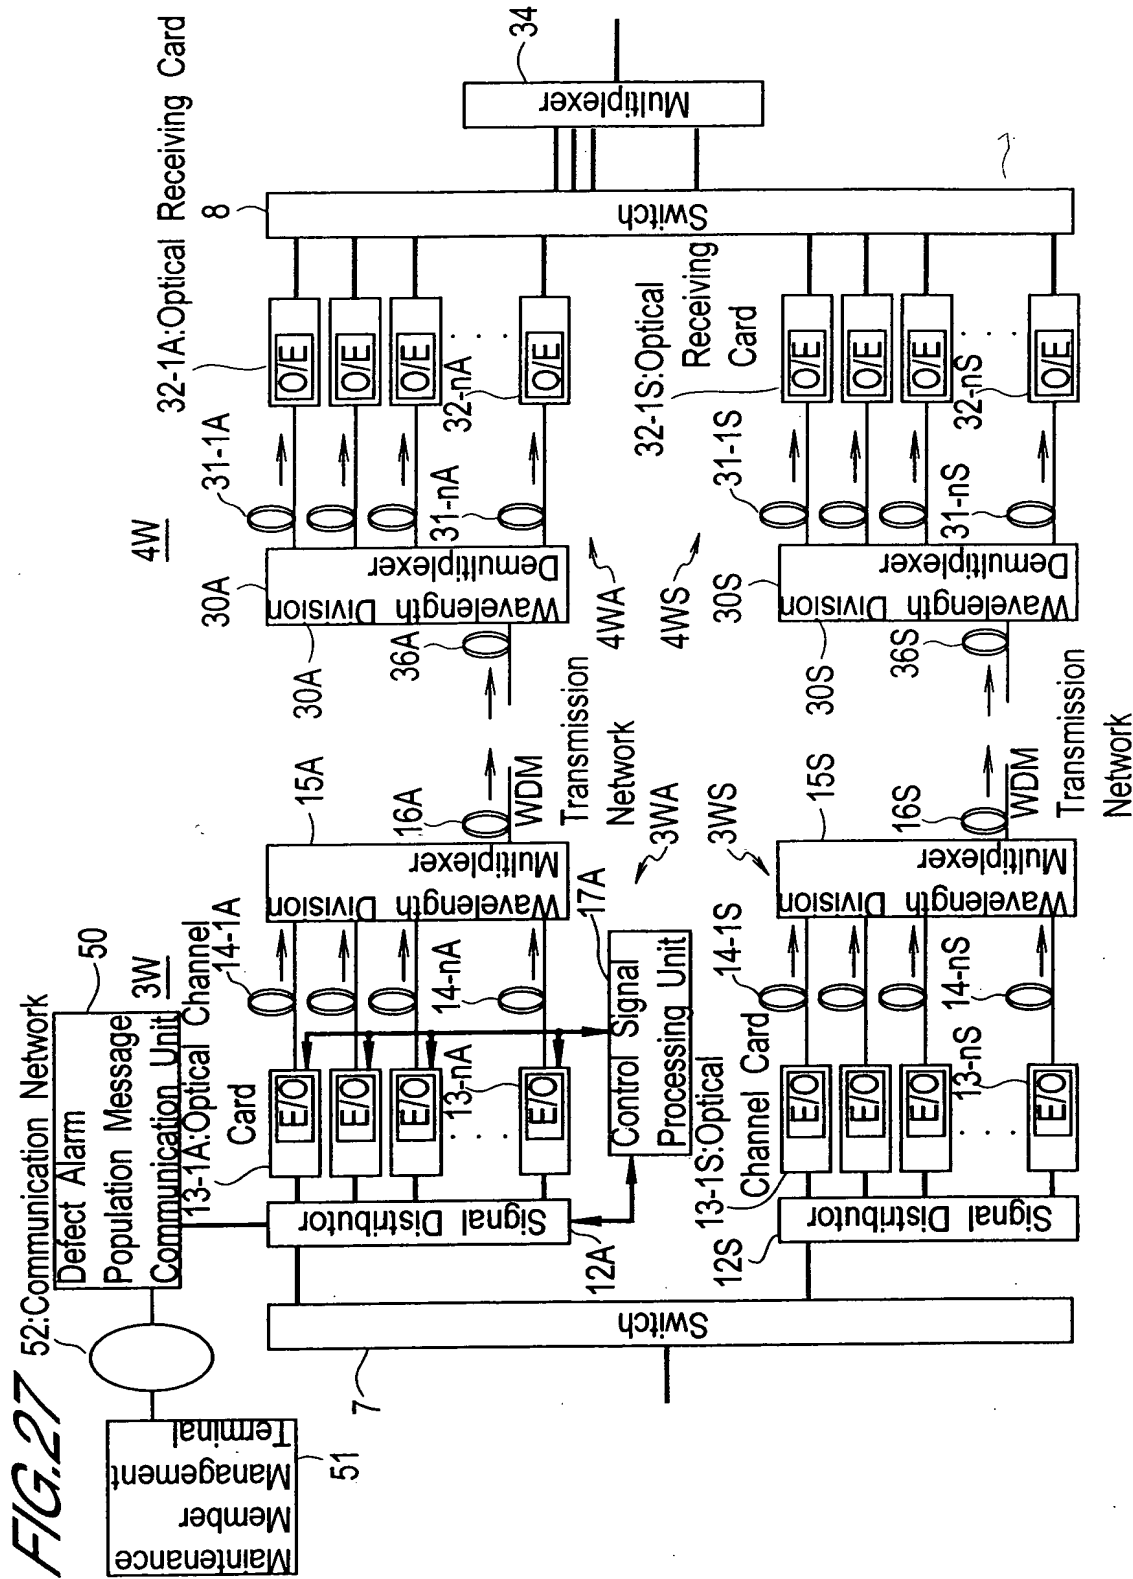 FIG.27
52:Communication Network
50
Defect Alarm
Population Message
Communication Unit
Maintenance
Member
Management
Terminal
51
3W
4W
7
Switch
13-1A:Optical Channel
Card
14-1A
15A
16A
30A
30A
36A
31-1A
32-1A:Optical Receiving Card
8
34
Signal Distributor
12A
E/O
E/O
E/O
E/O
13-nA
14-nA
Wavelength
Division
Multiplexer
WDM
Transmission
Network
Wavelength Division
Demultiplexer
31-nA
O/E
O/E
O/E
O/E
32-nA
Switch
Multiplexer
Control Signal
Processing Unit
17A
3WA
3WS
4WA
4WS
13-1S:Optical
Channel Card
14-1S
15S
16S
30S
30S
36S
31-1S
32-1S:Optical
Receiving
Card
12S
Signal Distributor
E/O
E/O
E/O
E/O
13-nS
14-nS
Wavelength
Division
Multiplexer
WDM
Transmission
Network
Wavelength Division
Demultiplexer
31-nS
O/E
O/E
O/E
O/E
32-nS